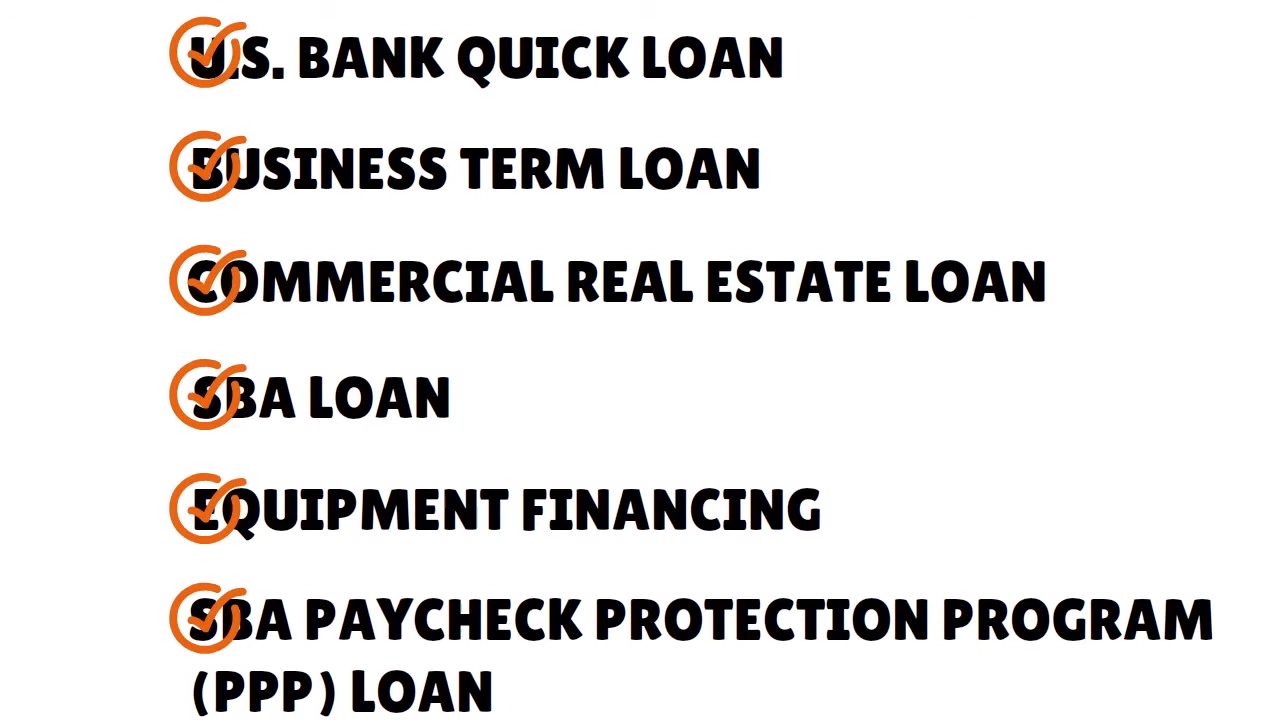 U.S. BANK QUICK LOAN
BUSINESS TERM LOAN
COMMERCIAL REAL ESTATE LOAN
SBA LOAN
EQUIPMENT FINANCING
SBA PAYCHECK PROTECTION PROGRAM
(PPP) LOAN